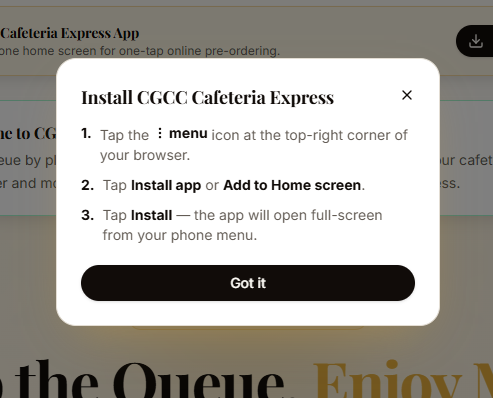 Cafeteria Express App
one home screen for one-tap online pre-ordering.
Install CGCC Cafeteria Express
1. Tap the ⋮ menu icon at the top-right corner of
your browser.
2. Tap Install app or Add to Home screen.
3. Tap Install — the app will open full-screen
from your phone menu.
Got it
the Queue. Enjoy